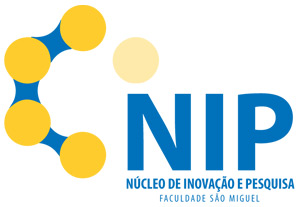 NIP
NÚCLEO DE INOVAÇÃO E PESQUISA
FACULDADE SÃO MIGUEL